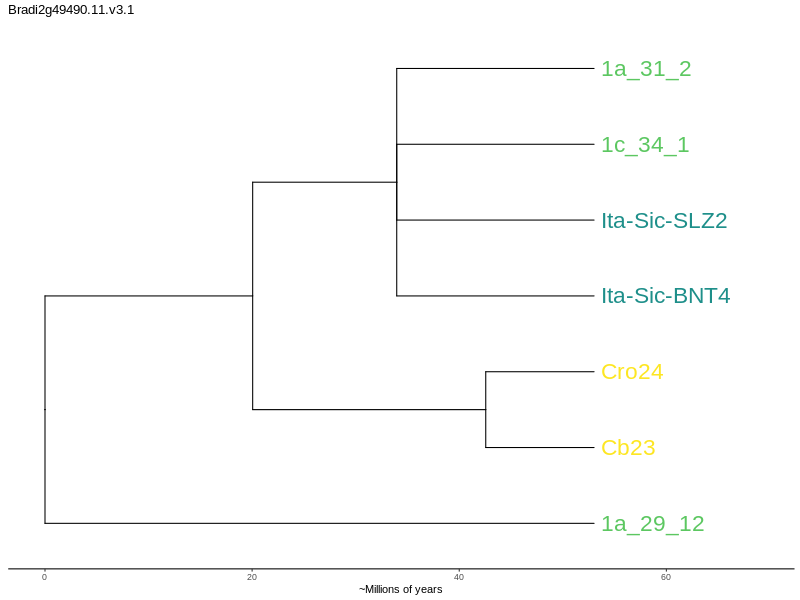 Bradi2g49490.11.v3.1
1a_31_2
1c_34_1
Ita-Sic-SLZ2
Ita-Sic-BNT4
Cro24
Cb23
1a_29_12
0 20 40 60
~Millions of years